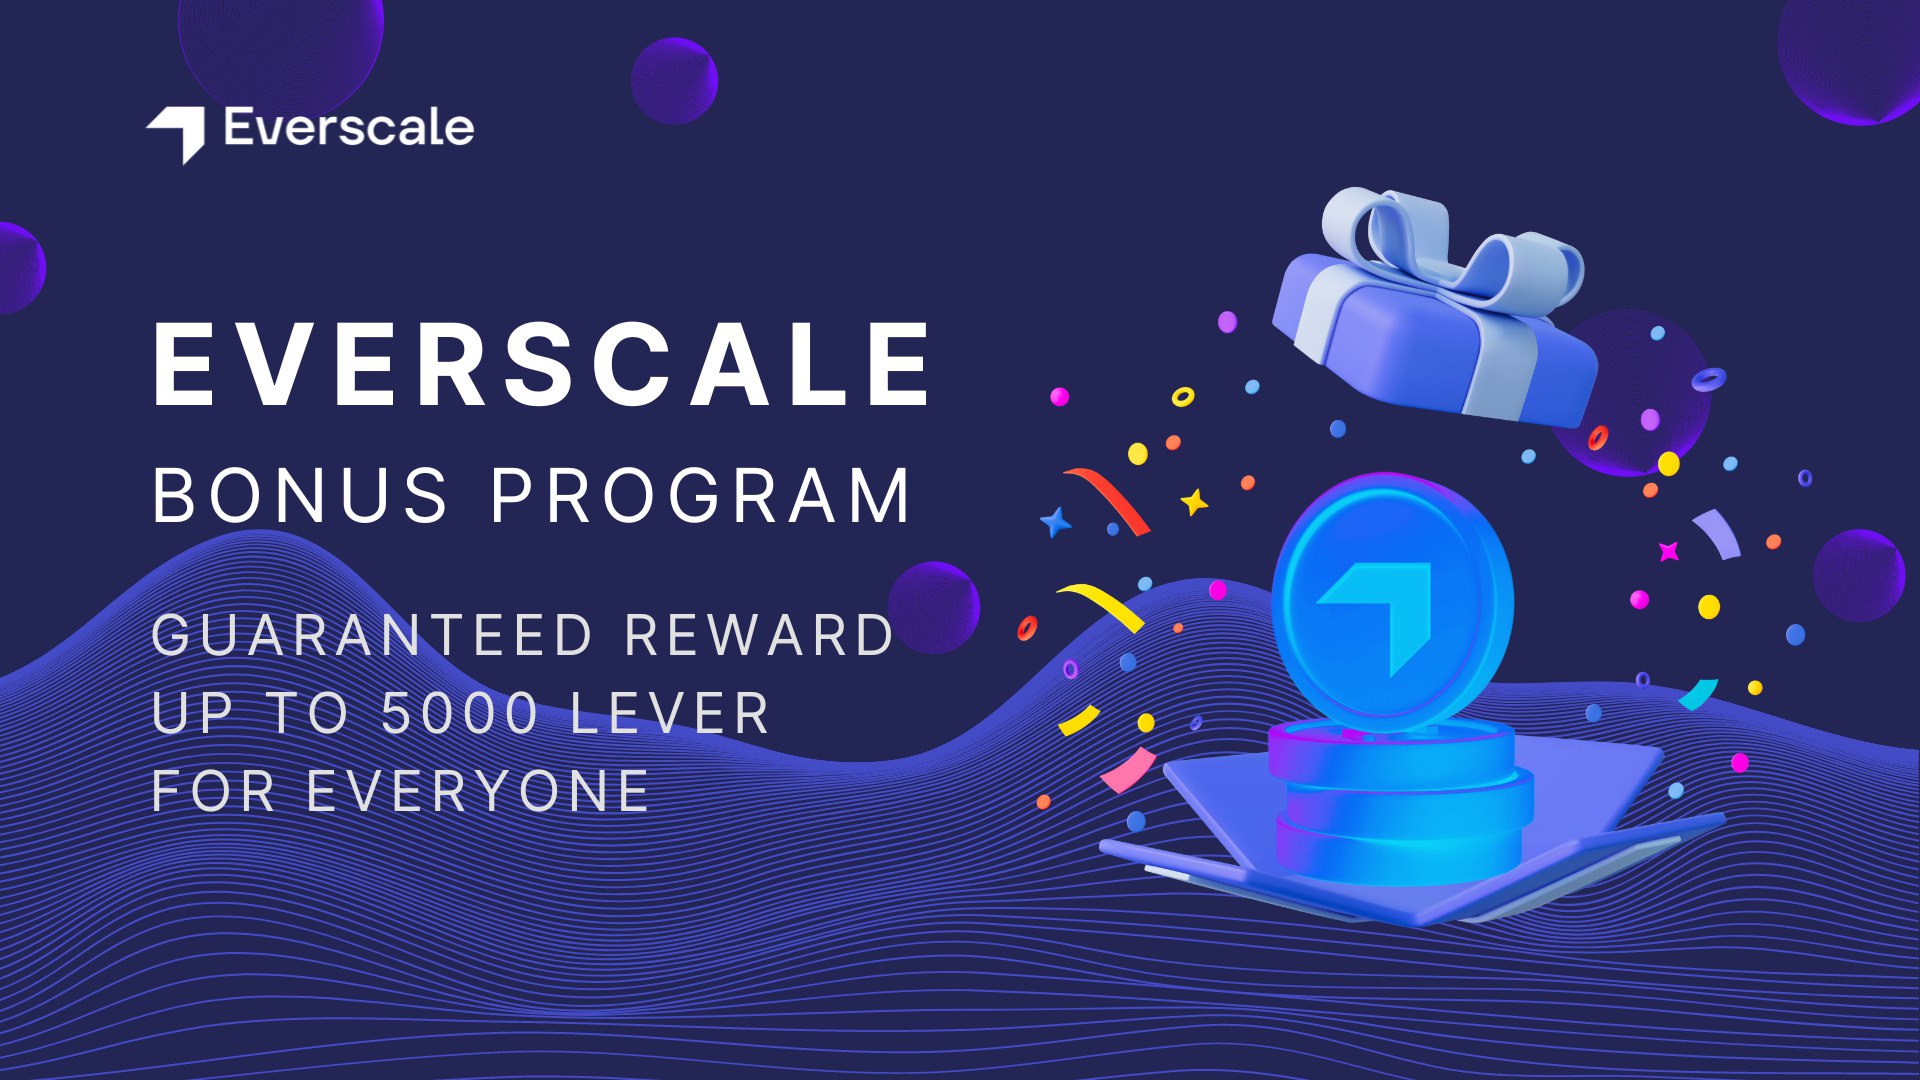 Everscale
EVERSCALE
BONUS PROGRAM
GUARANTEED REWARD
UP TO 5000 LEVER
FOR EVERYONE